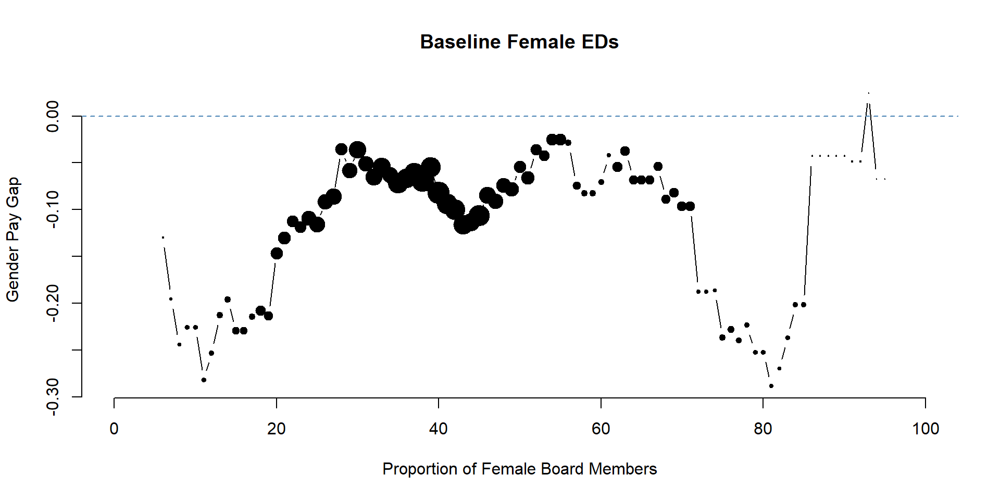 Baseline Female EDs
Gender Pay Gap
0.00
-0.10
-0.20
-0.30
0 20 40 60 80 100
Proportion of Female Board Members